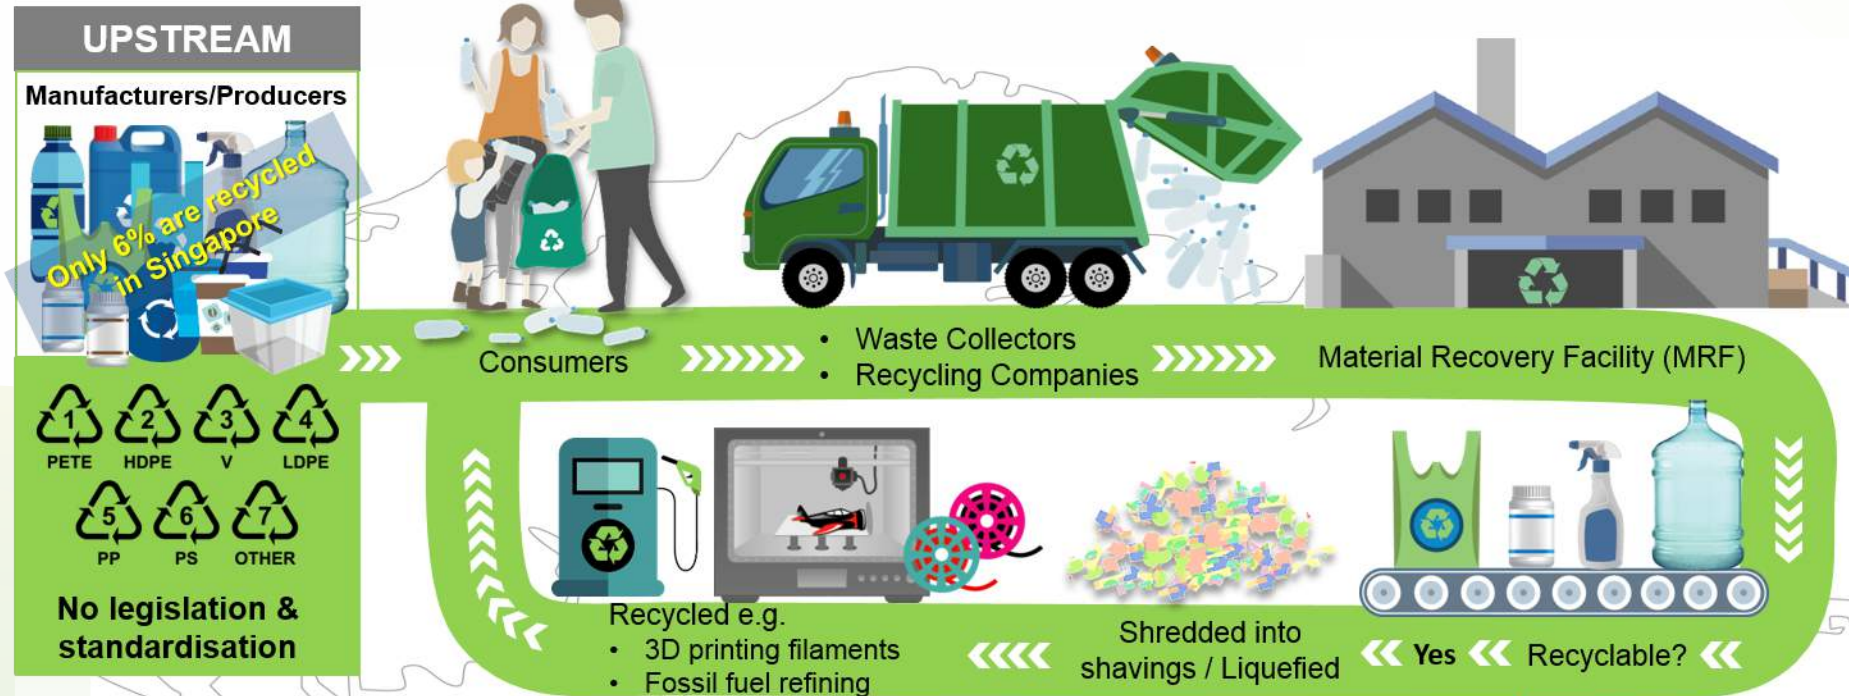 UPSTREAM
Manufacturers/Producers
Only 6% are recycled
in Singapore
1
2
3
4
PETE
HDPE
V
LDPE
5
6
7
PP
PS
OTHER
No legislation &
standardisation
Consumers
• Waste Collectors
• Recycling Companies
Material Recovery Facility (MRF)
Recyclable?
Yes
Shredded into
shavings / Liquefied
Recycled e.g.
• 3D printing filaments
• Fossil fuel refining